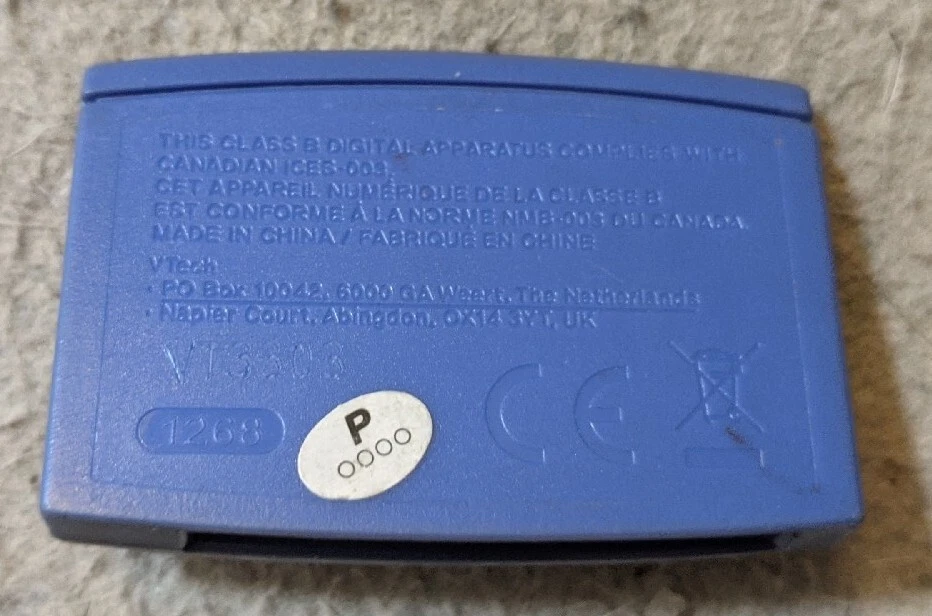 THIS CLASS B DIGITAL APPARATUS COMPLIES WITH
CANADIAN ICES-003.
CET APPAREIL NUMÉRIQUE DE LA CLASSE B
EST CONFORME À LA NORME NMB-003 DU CANADA
MADE IN CHINA / FABRIQUÉ EN CHINE
VTech
· PO Box 10042, 6000 GA Weert, The Netherlands
· Napier Court, Abingdon, OX14 3YT, UK
VT3303
1268
P
OOOO
CE